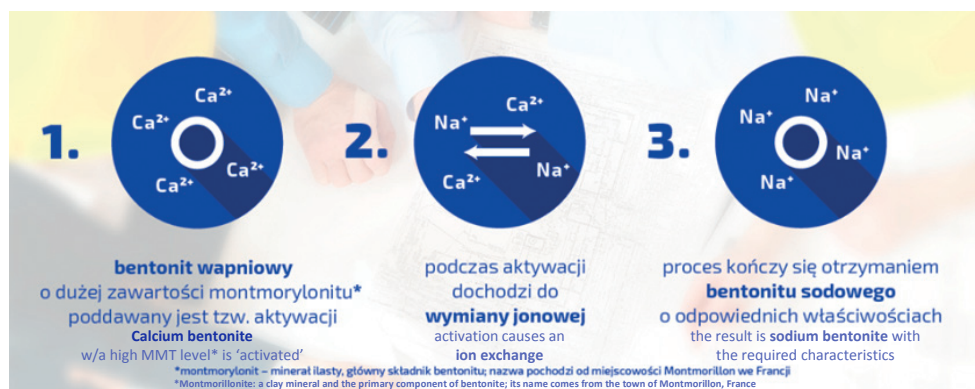 1.
Ca²⁺
Ca²⁺
Ca²⁺
Ca²⁺
2.
Na⁺
Ca²⁺
Ca²⁺
Na⁺
3.
Na⁺
Na⁺
Na⁺
Na⁺
bentonit wapniowy
o dużej zawartości montmorylonitu*
poddawany jest tzw. aktywacji
Calcium bentonite
w/a high MMT level* is ‘activated’
podczas aktywacji
dochodzi do
wymiany jonowej
activation causes an
ion exchange
proces kończy się otrzymaniem
bentonitu sodowego
o odpowiednich właściwościach
the result is sodium bentonite with
the required characteristics
*montmorylonit – minerał ilasty, główny składnik bentonitu; nazwa pochodzi od miejscowości Montmorillon we Francji
*Montmorillonite: a clay mineral and the primary component of bentonite; its name comes from the town of Montmorillon, France